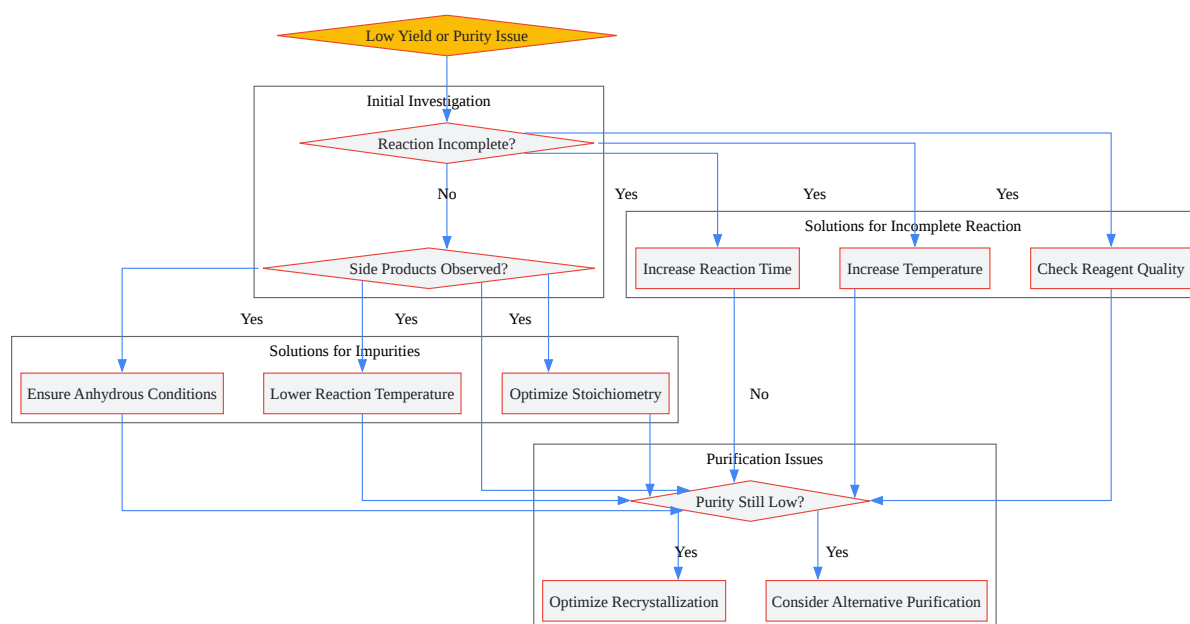 Low Yield or Purity Issue
Initial Investigation
Reaction Incomplete?
No
Yes
Yes
Yes
Solutions for Incomplete Reaction
Side Products Observed?
Increase Reaction Time
Increase Temperature
Check Reagent Quality
Yes
Yes
Yes
Solutions for Impurities
Ensure Anhydrous Conditions
Lower Reaction Temperature
Optimize Stoichiometry
No
Purification Issues
Purity Still Low?
Yes
Yes
Optimize Recrystallization
Consider Alternative Purification